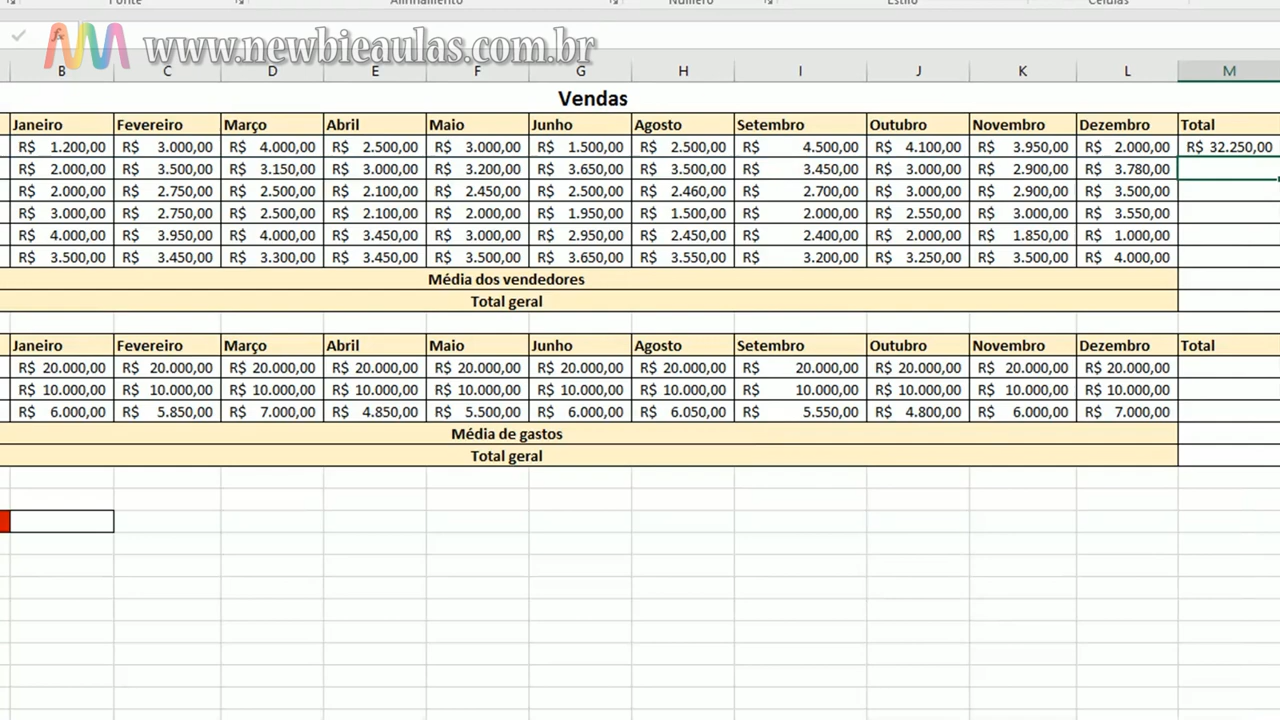 Fonte Alinhamento Número Estilo Células
www.newbieaulas.com.br
B C D E F G H I J K L M
Vendas
Janeiro Fevereiro Março Abril Maio Junho Agosto Setembro Outubro Novembro Dezembro Total
R$ 1.200,00 R$ 3.000,00 R$ 4.000,00 R$ 2.500,00 R$ 3.000,00 R$ 1.500,00 R$ 2.500,00 R$ 4.500,00 R$ 4.100,00 R$ 3.950,00 R$ 2.000,00 R$ 32.250,00
R$ 2.000,00 R$ 3.500,00 R$ 3.150,00 R$ 3.000,00 R$ 3.200,00 R$ 3.650,00 R$ 3.500,00 R$ 3.450,00 R$ 3.000,00 R$ 2.900,00 R$ 3.780,00
R$ 2.000,00 R$ 2.750,00 R$ 2.500,00 R$ 2.100,00 R$ 2.450,00 R$ 2.500,00 R$ 2.460,00 R$ 2.700,00 R$ 3.000,00 R$ 2.900,00 R$ 3.500,00
R$ 3.000,00 R$ 2.750,00 R$ 2.500,00 R$ 2.100,00 R$ 2.000,00 R$ 1.950,00 R$ 1.500,00 R$ 2.000,00 R$ 2.550,00 R$ 3.000,00 R$ 3.550,00
R$ 4.000,00 R$ 3.950,00 R$ 4.000,00 R$ 3.450,00 R$ 3.000,00 R$ 2.950,00 R$ 2.450,00 R$ 2.400,00 R$ 2.000,00 R$ 1.850,00 R$ 1.000,00
R$ 3.500,00 R$ 3.450,00 R$ 3.300,00 R$ 3.450,00 R$ 3.500,00 R$ 3.650,00 R$ 3.550,00 R$ 3.200,00 R$ 3.250,00 R$ 3.500,00 R$ 4.000,00
Média dos vendedores
Total geral
Janeiro Fevereiro Março Abril Maio Junho Agosto Setembro Outubro Novembro Dezembro Total
R$ 20.000,00 R$ 20.000,00 R$ 20.000,00 R$ 20.000,00 R$ 20.000,00 R$ 20.000,00 R$ 20.000,00 R$ 20.000,00 R$ 20.000,00 R$ 20.000,00 R$ 20.000,00
R$ 10.000,00 R$ 10.000,00 R$ 10.000,00 R$ 10.000,00 R$ 10.000,00 R$ 10.000,00 R$ 10.000,00 R$ 10.000,00 R$ 10.000,00 R$ 10.000,00 R$ 10.000,00
R$ 6.000,00 R$ 5.850,00 R$ 7.000,00 R$ 4.850,00 R$ 5.500,00 R$ 6.000,00 R$ 6.050,00 R$ 5.550,00 R$ 4.800,00 R$ 6.000,00 R$ 7.000,00
Média de gastos
Total geral